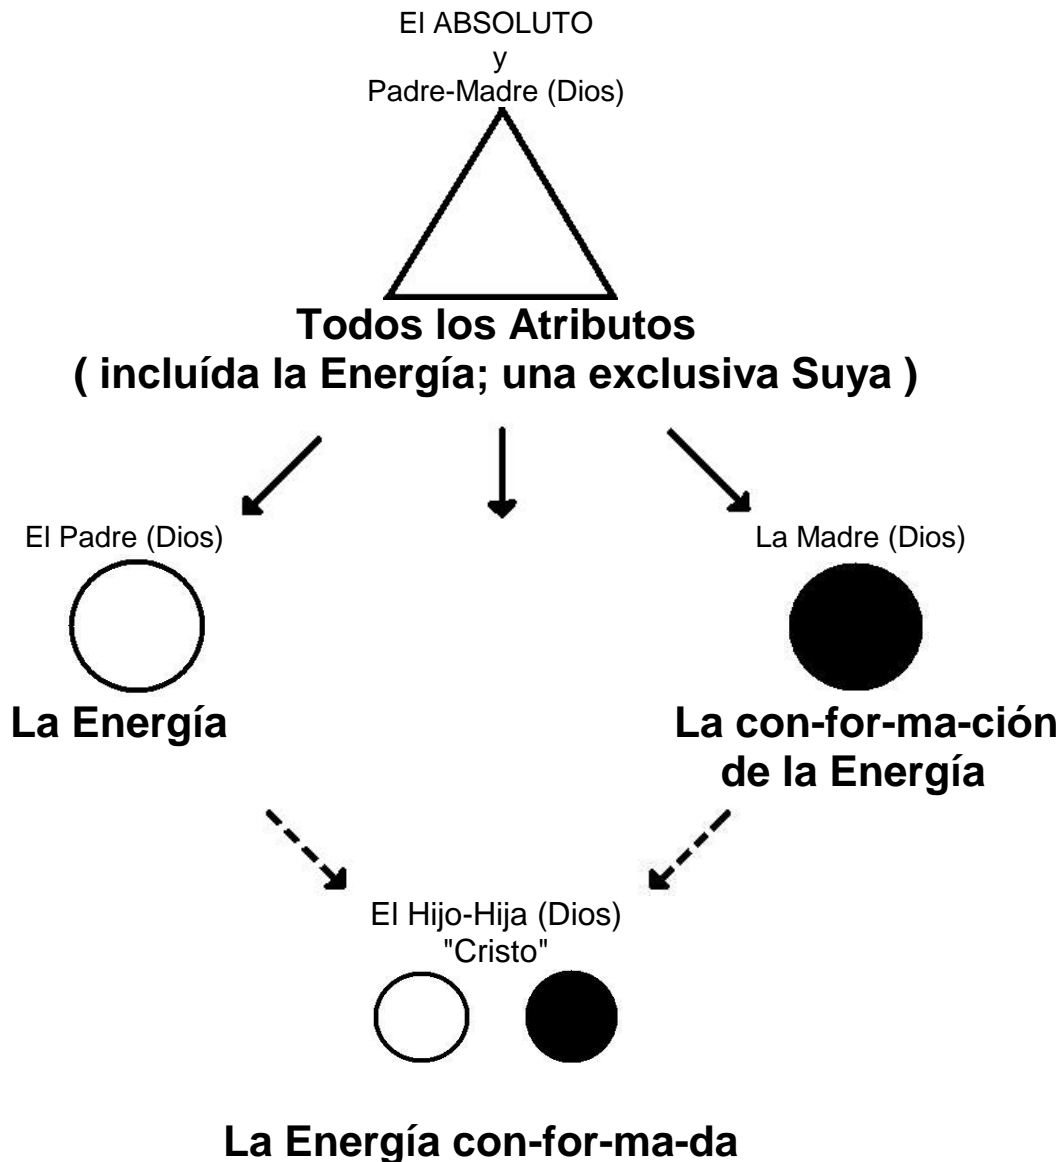 El ABSOLUTO
y
Padre-Madre (Dios)
Todos los Atributos
( incluída la Energía; una exclusiva Suya )
El Padre (Dios)
La Energía
La Madre (Dios)
La con-for-ma-ción
de la Energía
El Hijo-Hija (Dios)
"Cristo"
La Energía con-for-ma-da